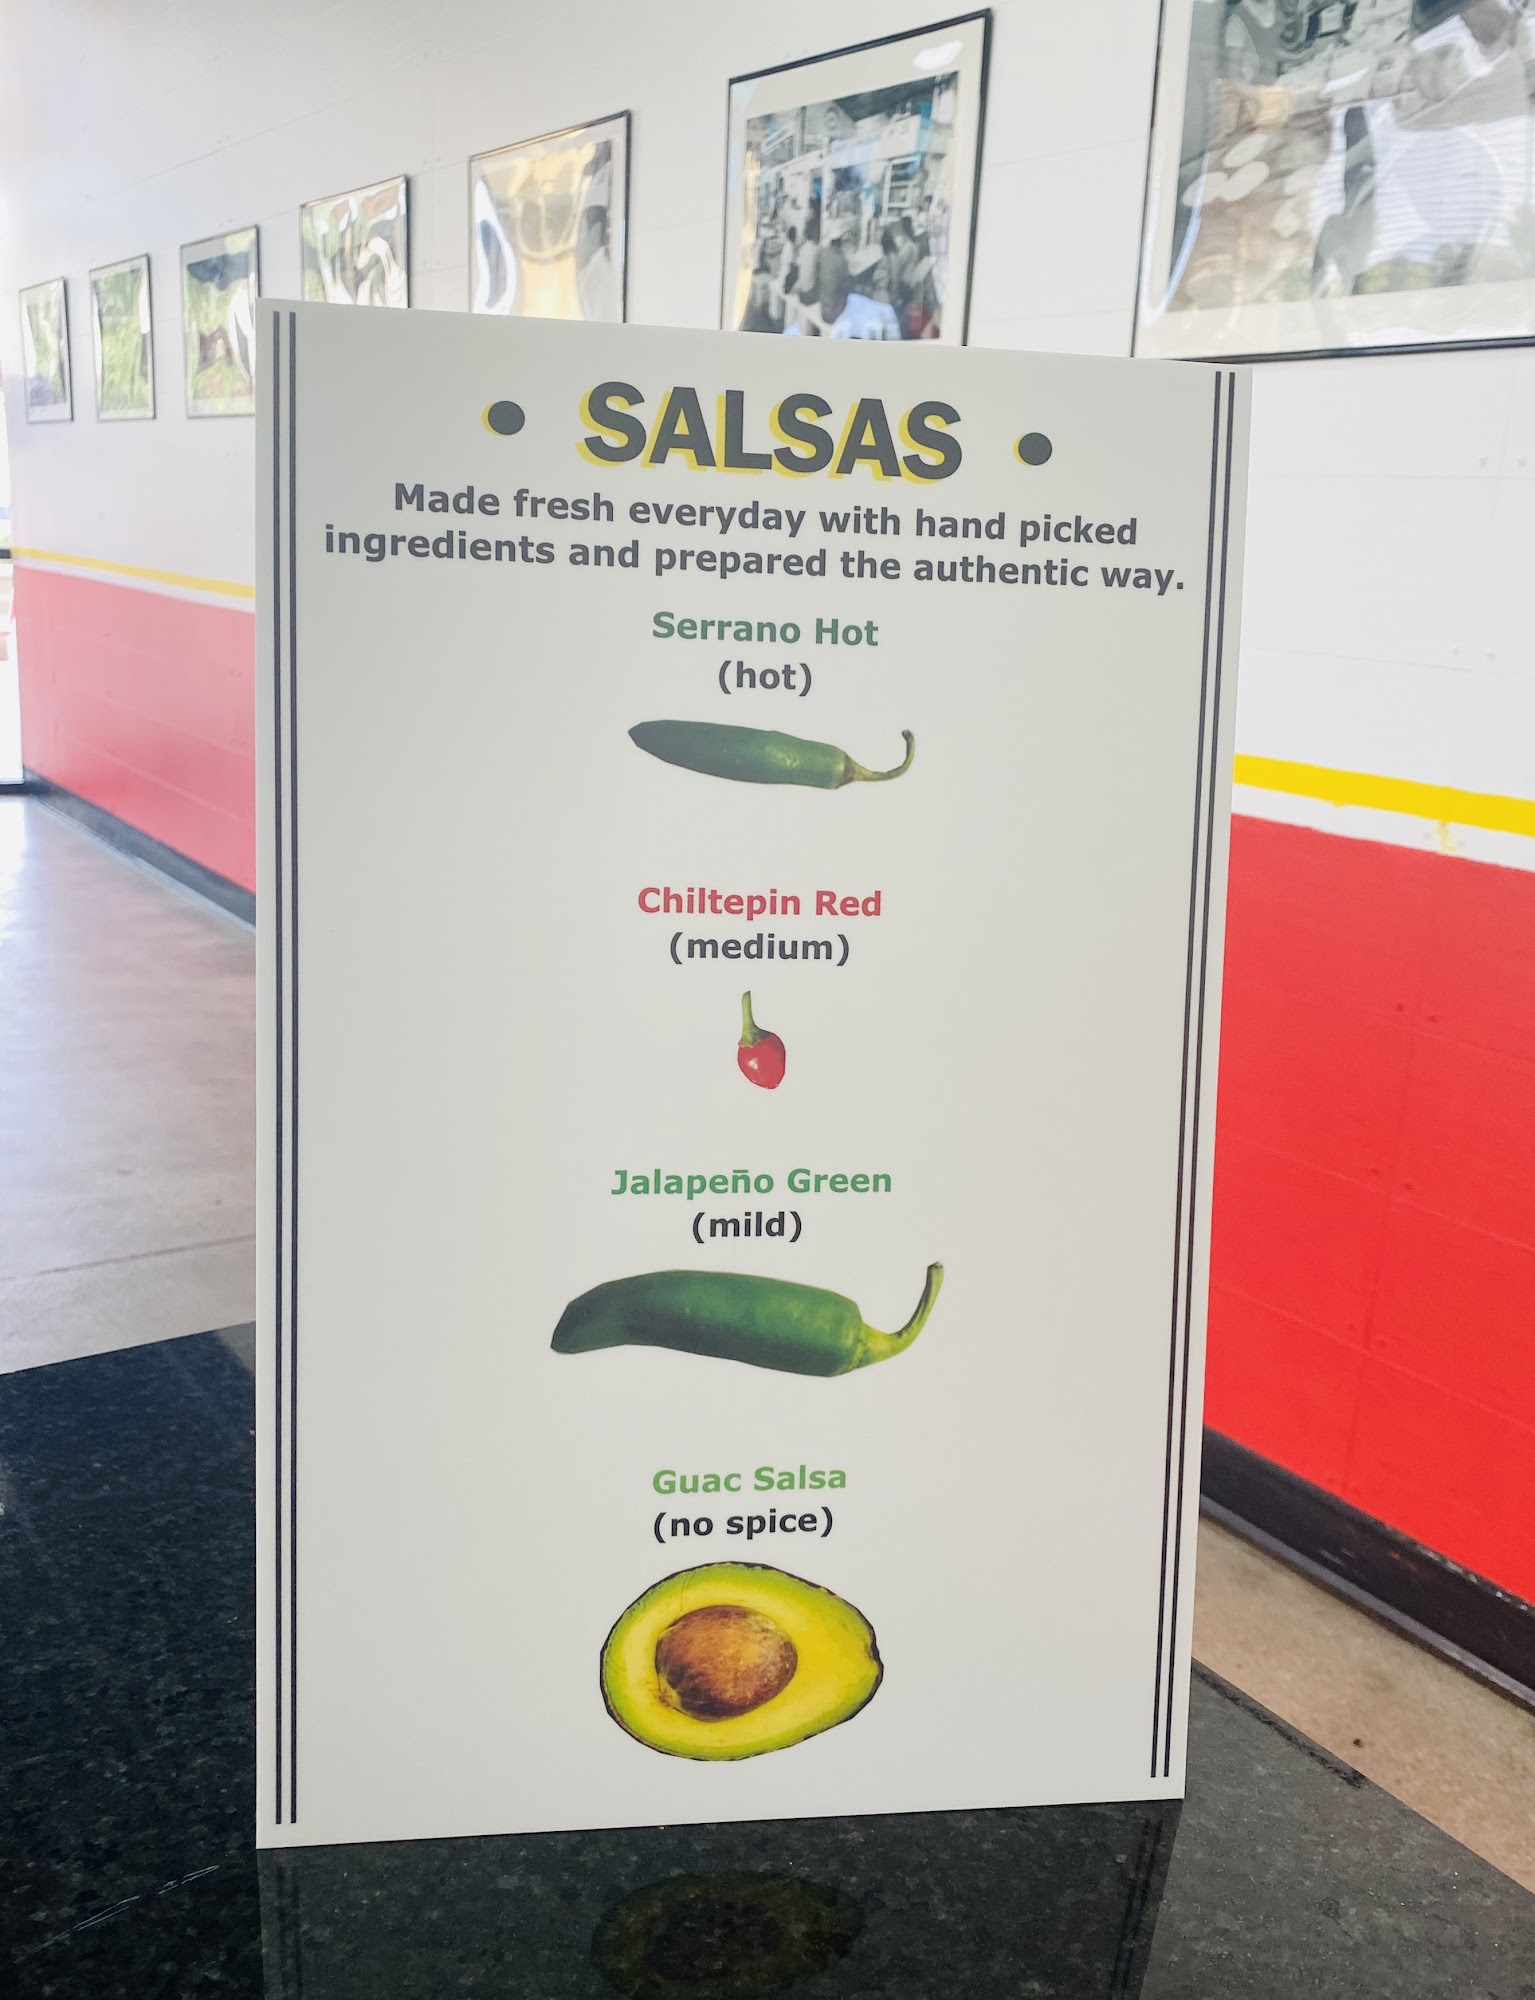 • SALSAS •
Made fresh everyday with hand picked
ingredients and prepared the authentic way.
Serrano Hot
(hot)
Chiltepin Red
(medium)
Jalapeño Green
(mild)
Guac Salsa
(no spice)